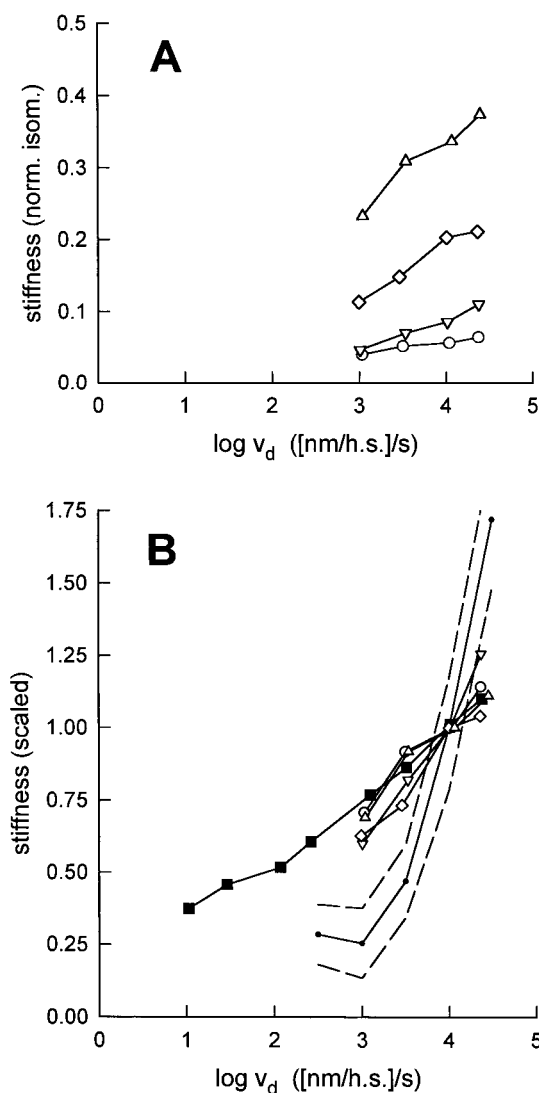 A
0.5
0.4
0.3
0.2
0.1
0.0
stiffness (norm. isom.)
0 1 2 3 4 5
log v_d ([nm/h.s.]/s)
B
1.75
1.50
1.25
1.00
0.75
0.50
0.25
0.00
stiffness (scaled)
0 1 2 3 4 5
log v_d ([nm/h.s.]/s)